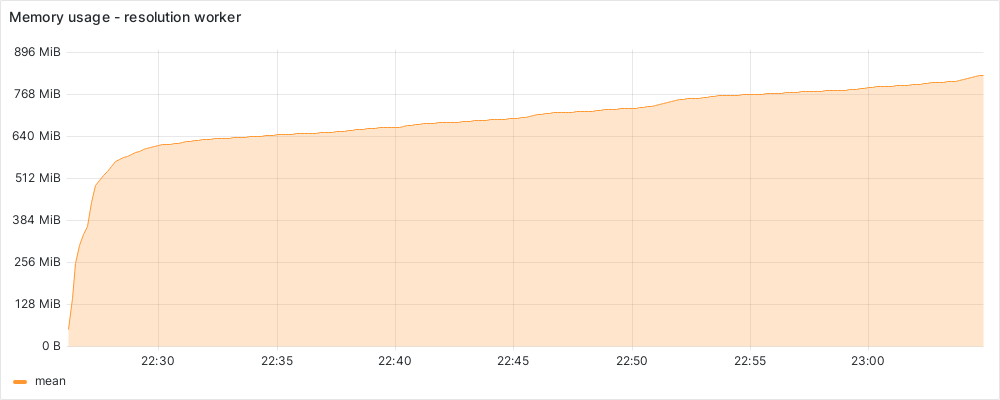 Memory usage - resolution worker
896 MiB
768 MiB
640 MiB
512 MiB
384 MiB
256 MiB
128 MiB
0 B
22:30 22:35 22:40 22:45 22:50 22:55 23:00
mean